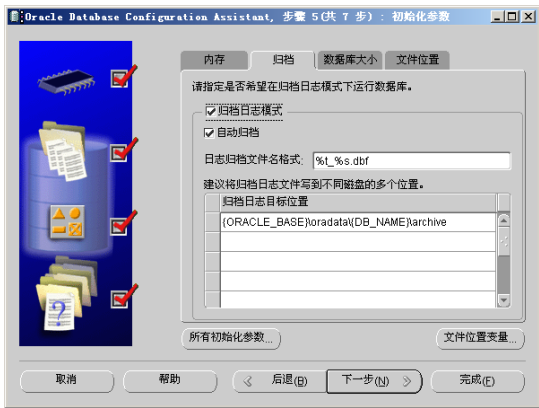 Oracle Database Configuration Assistant, 步骤 5(共 7 步) : 初始化参数
内存 归档 数据库大小 文件位置
请指定是否希望在归档日志模式下运行数据库。
归档日志模式
自动归档
日志归档文件名格式: %t_%s.dbf
建议将归档日志文件写到不同磁盘的多个位置。
归档日志目标位置
{ORACLE_BASE}\oradata\{DB_NAME}\archive
所有初始化参数... 文件位置变量...
取消 帮助 后退(B) 下一步(N) 完成(F)